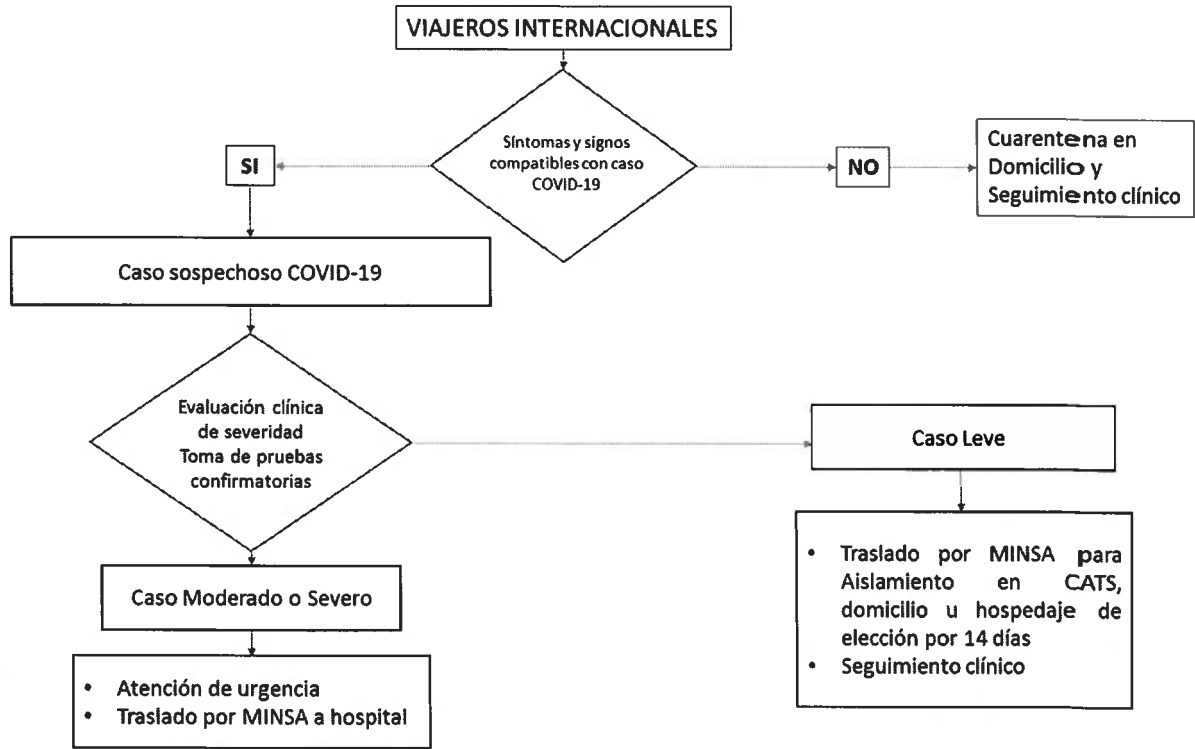 VIAJEROS INTERNACIONALES
Síntomas y signos
compatibles con caso
COVID-19
SI
NO
Cuarentena en
Domicilio y
Seguimiento clínico
Caso sospechoso COVID-19
Evaluación clínica
de severidad
Toma de pruebas
confirmatorias
Caso Leve
Caso Moderado o Severo
• Traslado por MINSA para
Aislamiento en CATS,
domicilio u hospedaje de
elección por 14 días
• Seguimiento clínico
• Atención de urgencia
• Traslado por MINSA a hospital